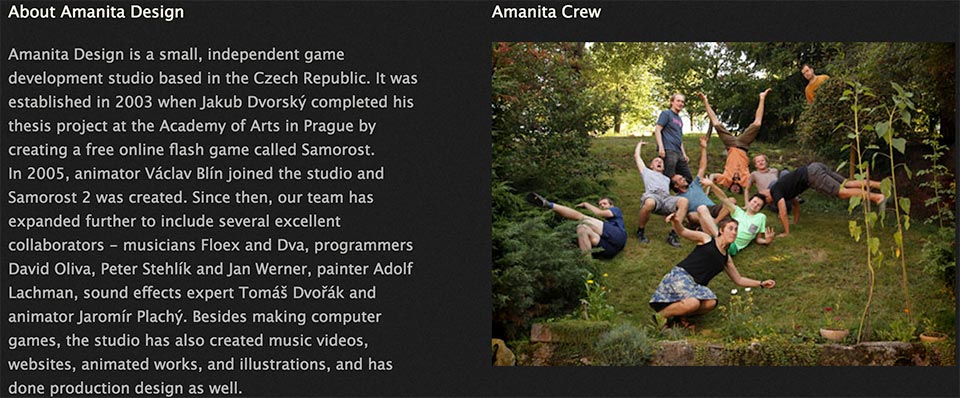 About Amanita Design
Amanita Design is a small, independent game
development studio based in the Czech Republic. It was
established in 2003 when Jakub Dvorský completed his
thesis project at the Academy of Arts in Prague by
creating a free online flash game called Samorost.
In 2005, animator Václav Blín joined the studio and
Samorost 2 was created. Since then, our team has
expanded further to include several excellent
collaborators – musicians Floex and Dva, programmers
David Oliva, Peter Stehlík and Jan Werner, painter Adolf
Lachman, sound effects expert Tomáš Dvořák and
animator Jaromír Plachý. Besides making computer
games, the studio has also created music videos,
websites, animated works, and illustrations, and has
done production design as well.
Amanita Crew